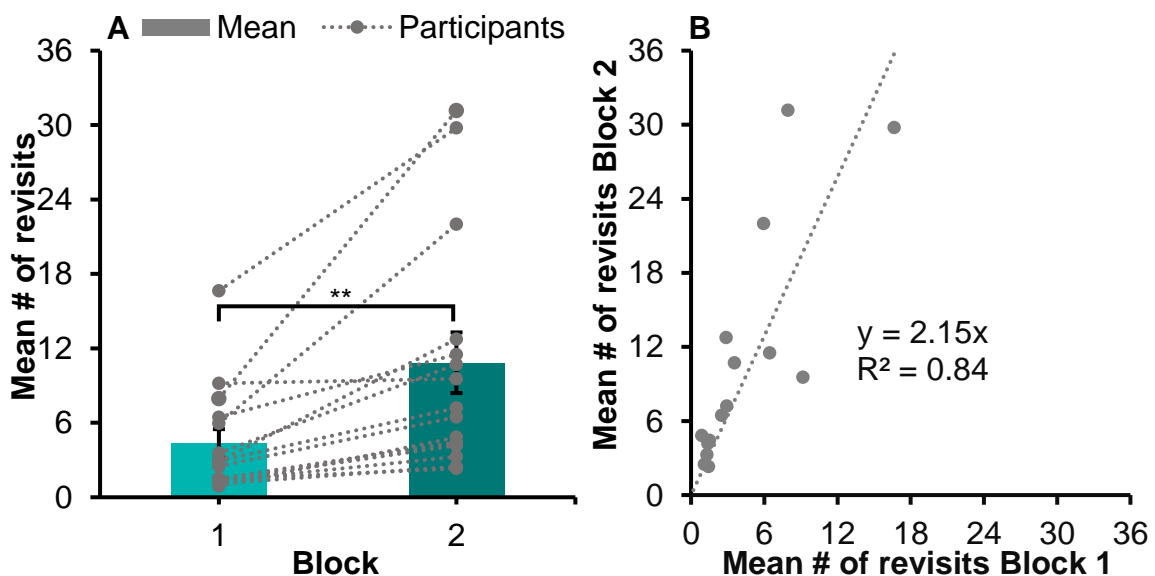 A
Mean
Participants
Mean # of revisits
36
30
24
18
12
6
0
**
1
2
Block
B
Mean # of revisits Block 2
36
30
24
18
12
6
0
y = 2.15x
R² = 0.84
0
6
12
18
24
30
36
Mean # of revisits Block 1